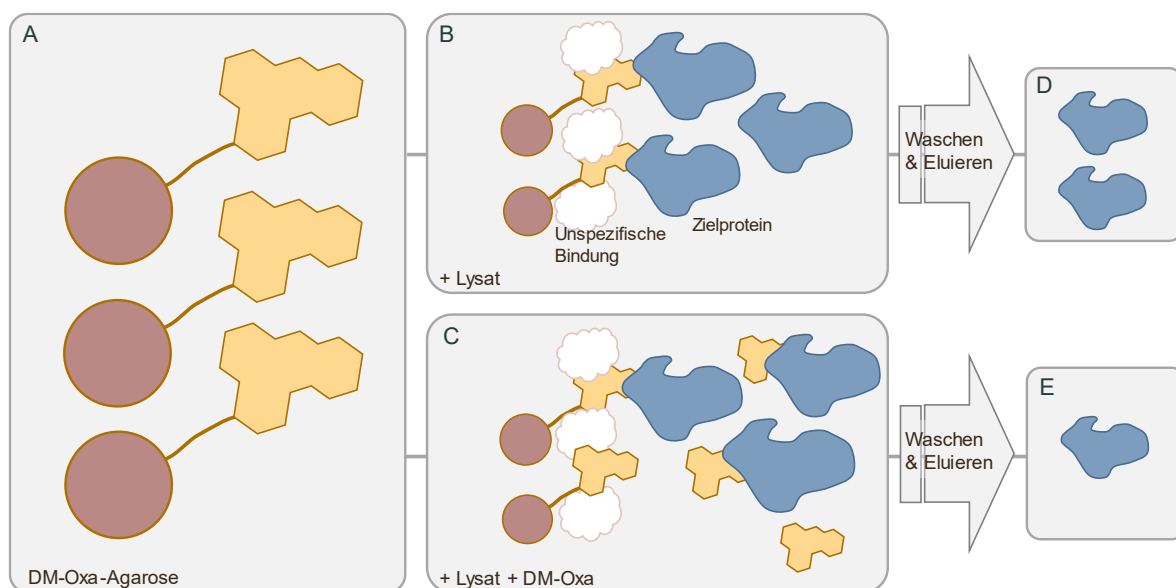 A
DM-Oxa-Agarose
B
Unspezifische
Bindung
Zielprotein
+ Lysat
Waschen
& Eluieren
D
C
+ Lysat + DM-Oxa
Waschen
& Eluieren
E